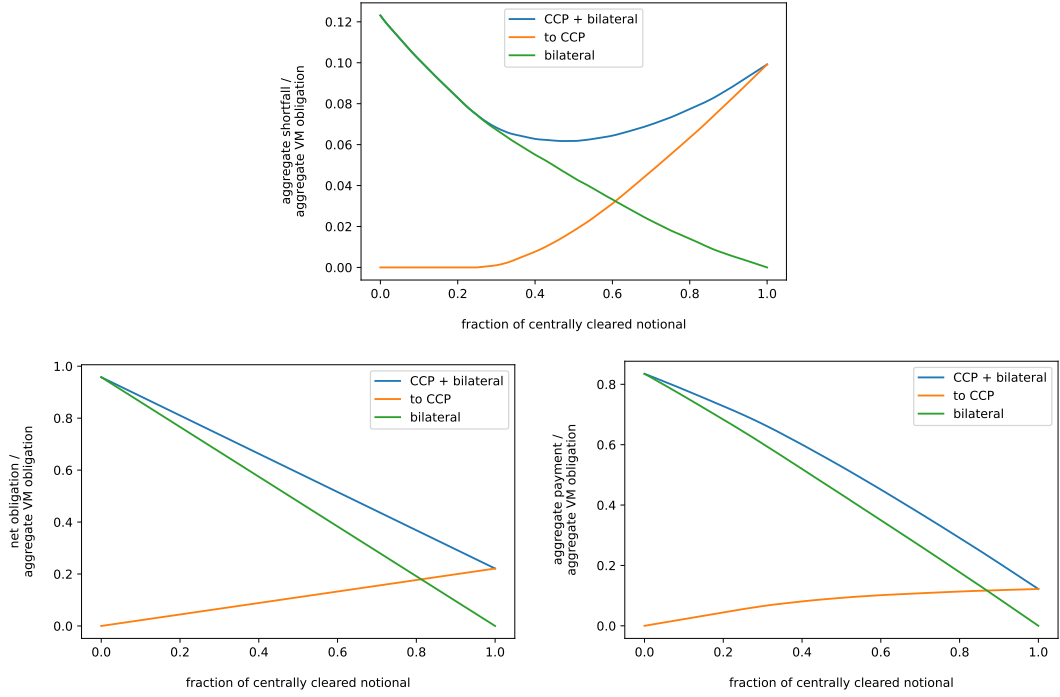 aggregate shortfall /
aggregate VM obligation
0.12
0.10
0.08
0.06
0.04
0.02
0.00
CCP + bilateral
to CCP
bilateral
0.0 0.2 0.4 0.6 0.8 1.0
fraction of centrally cleared notional
net obligation /
aggregate VM obligation
1.0
0.8
0.6
0.4
0.2
0.0
CCP + bilateral
to CCP
bilateral
0.0 0.2 0.4 0.6 0.8 1.0
fraction of centrally cleared notional
aggregate payment /
aggregate VM obligation
0.8
0.6
0.4
0.2
0.0
CCP + bilateral
to CCP
bilateral
0.0 0.2 0.4 0.6 0.8 1.0
fraction of centrally cleared notional